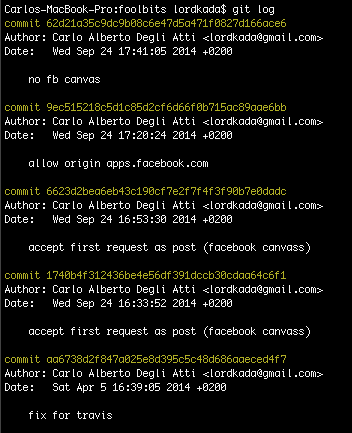 Carlos-MacBook-Pro:foolbits lordkada$ git log
commit 62d21a35c9dc9b08c6e47d5a471f0827d166ace6
Author: Carlo Alberto Degli Atti <lordkada@gmail.com>
Date:   Wed Sep 24 17:51:09 2014 +0200
no fb canvas
commit 9ec515218c5d1c85d2cf6d66f0b715ac89aae6bb
Author: Carlo Alberto Degli Atti <lordkada@gmail.com>
Date:   Wed Sep 24 17:20:24 2014 +0200
allow origin apps.facebook.com
commit 6623d2bea6eb43c190cf7e2f7f4f3f90b7e0dadc
Author: Carlo Alberto Degli Atti <lordkada@gmail.com>
Date:   Wed Sep 24 16:53:30 2014 +0200
accept first request as post (facebook canvass)
commit 1740b4f312436be4e56df391dccb30cdaa64c6f1
Author: Carlo Alberto Degli Atti <lordkada@gmail.com>
Date:   Wed Sep 24 16:33:52 2014 +0200
accept first request as post (facebook canvass)
commit aa6738d2f847a025e8d395c5c48d686aaeced4f7
Author: Carlo Alberto Degli Atti <lordkada@gmail.com>
Date:   Sat Apr 5 16:39:05 2014 +0200
fix for travis